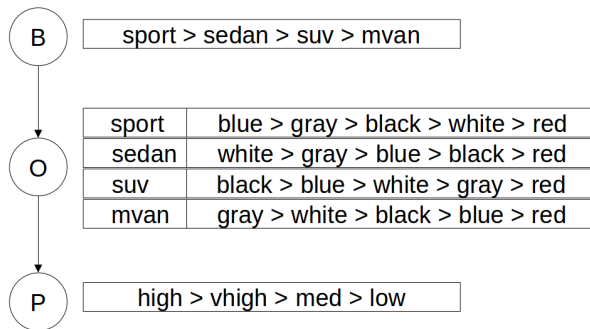 B sport > sedan > suv > mvan
sport blue > gray > black > white > red
O sedan white > gray > blue > black > red
suv black > blue > white > gray > red
mvan gray > white > black > blue > red
P high > vhigh > med > low